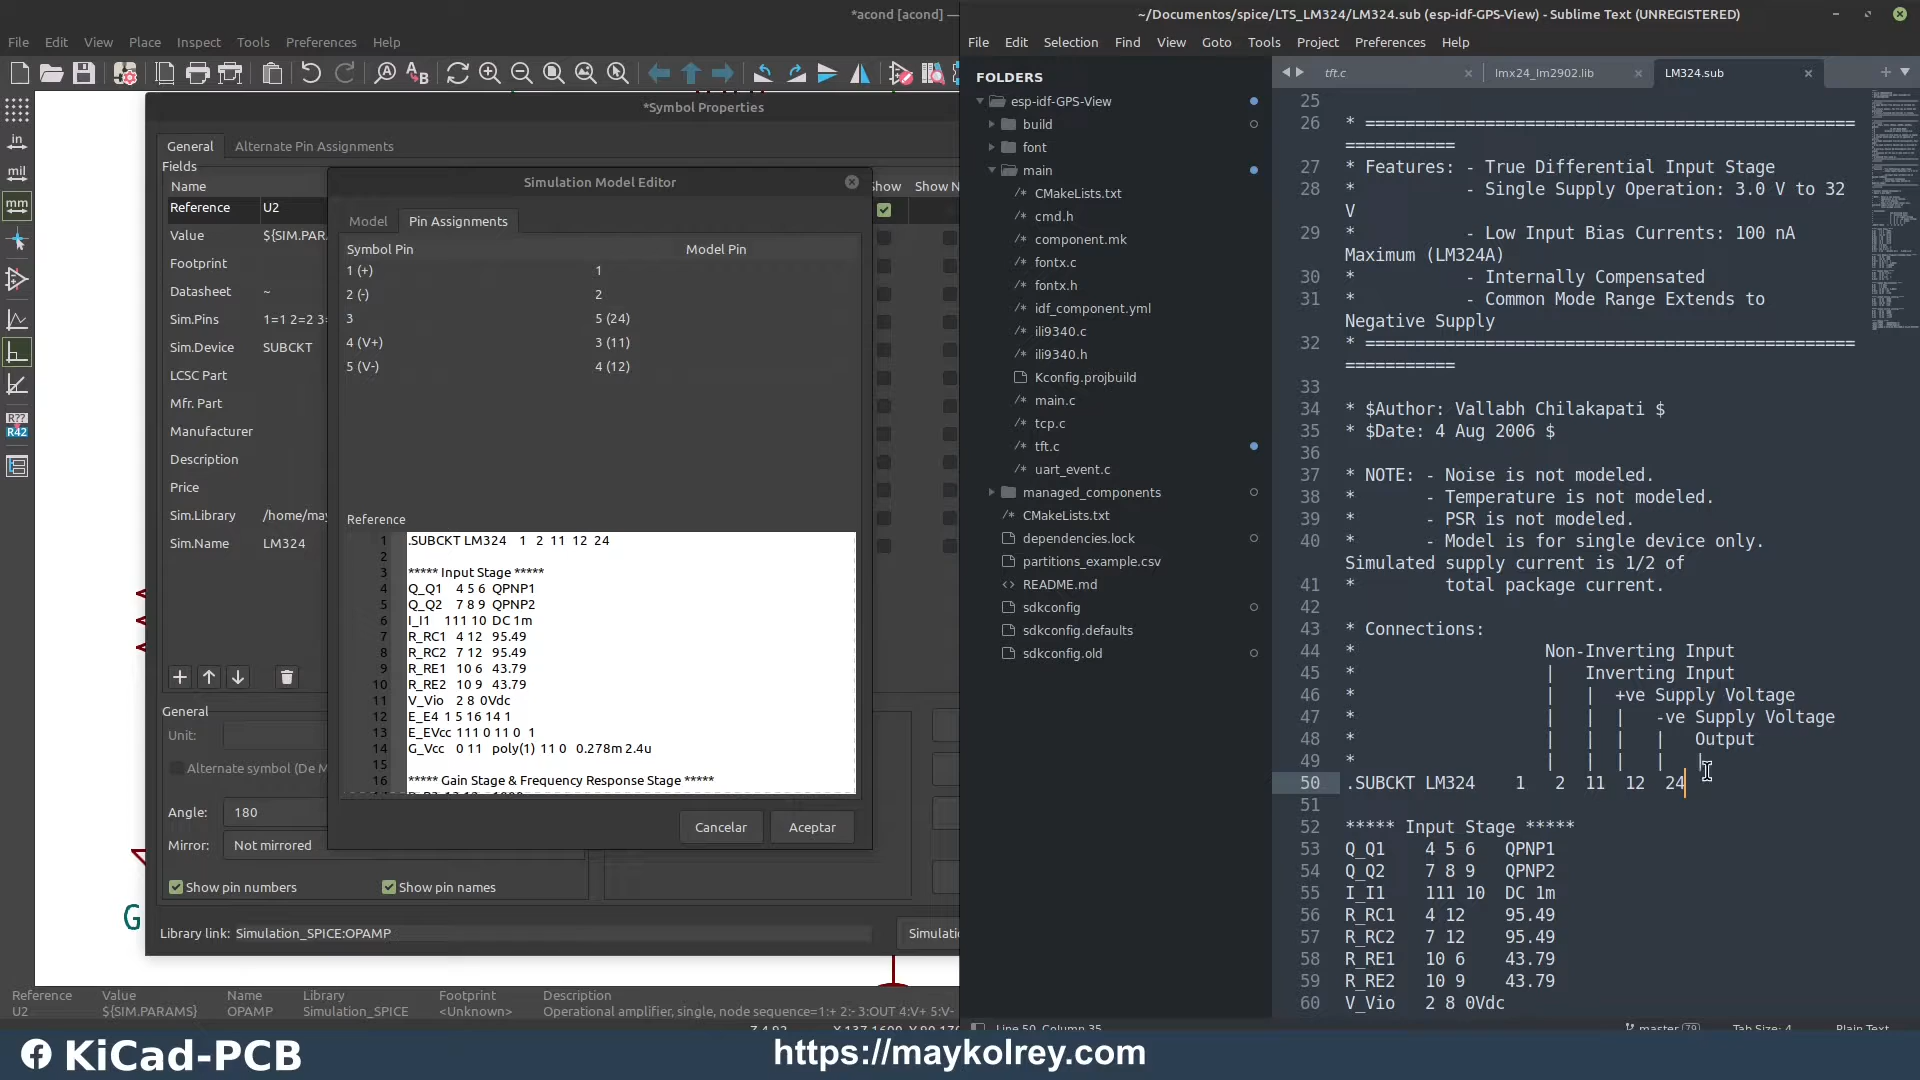 *acond [acond] —
File Edit View Place Inspect Tools Preferences Help
in
mil
mm
R??
R42
*Symbol Properties
General Alternate Pin Assignments
Fields
Name Show Show N
Reference U2
Value ${SIM.PARA
Footprint
Datasheet ~
Sim.Pins 1=1 2=2 3=
Sim.Device SUBCKT
LCSC Part
Mfr. Part
Manufacturer
Description
Price
Sim.Library /home/may
Sim.Name LM324
General
Unit:
Alternate symbol (De M
Angle: 180
Mirror: Not mirrored
Show pin numbers Show pin names
Library link: Simulation_SPICE:OPAMP Simulatio
Simulation Model Editor
Model Pin Assignments
Symbol Pin Model Pin
1 (+) 1
2 (-) 2
3 5 (24)
4 (V+) 3 (11)
5 (V-) 4 (12)
Reference
1 .SUBCKT LM324 1 2 11 12 24
2
3 ***** Input Stage *****
4 Q_Q1 4 5 6 QPNP1
5 Q_Q2 7 8 9 QPNP2
6 I_I1 111 10 DC 1m
7 R_RC1 4 12 95.49
8 R_RC2 7 12 95.49
9 R_RE1 10 6 43.79
10 R_RE2 10 9 43.79
11 V_Vio 2 8 0Vdc
12 E_E4 1 5 16 14 1
13 E_EVcc 111 0 11 0 1
14 G_Vcc 0 11 poly(1) 11 0 0.278m 2.4u
15
16 ***** Gain Stage & Frequency Response Stage *****
Cancelar Aceptar
G
Reference Value Name Library Footprint Description
U2 ${SIM.PARAMS} OPAMP Simulation_SPICE <Unknown> Operational amplifier, single, node sequence=1:+ 2:- 3:OUT 4:V+ 5:V-
~/Documentos/spice/LTS_LM324/LM324.sub (esp-idf-GPS-View) - Sublime Text (UNREGISTERED)
File Edit Selection Find View Goto Tools Project Preferences Help
FOLDERS
esp-idf-GPS-View
build
font
main
/* CMakeLists.txt
/* cmd.h
/* component.mk
/* fontx.c
/* fontx.h
/* idf_component.yml
/* ili9340.c
/* ili9340.h
Kconfig.projbuild
/* main.c
/* tcp.c
/* tft.c
/* uart_event.c
managed_components
/* CMakeLists.txt
dependencies.lock
partitions_example.csv
<> README.md
sdkconfig
sdkconfig.defaults
sdkconfig.old
tft.c lmx24_lm2902.lib LM324.sub
25
26 * =================================================
===========
27 * Features: - True Differential Input Stage
28 * - Single Supply Operation: 3.0 V to 32
V
29 * - Low Input Bias Currents: 100 nA
Maximum (LM324A)
30 * - Internally Compensated
31 * - Common Mode Range Extends to
Negative Supply
32 * =================================================
===========
33
34 * $Author: Vallabh Chilakapati $
35 * $Date: 4 Aug 2006 $
36
37 * NOTE: - Noise is not modeled.
38 * - Temperature is not modeled.
39 * - PSR is not modeled.
40 * - Model is for single device only.
Simulated supply current is 1/2 of
41 * total package current.
42
43 * Connections:
44 * Non-Inverting Input
45 * | Inverting Input
46 * | | +ve Supply Voltage
47 * | | | -ve Supply Voltage
48 * | | | | Output
49 * | | | | |
50 .SUBCKT LM324 1 2 11 12 24
51
52 ***** Input Stage *****
53 Q_Q1 4 5 6 QPNP1
54 Q_Q2 7 8 9 QPNP2
55 I_I1 111 10 DC 1m
56 R_RC1 4 12 95.49
57 R_RC2 7 12 95.49
58 R_RE1 10 6 43.79
59 R_RE2 10 9 43.79
60 V_Vio 2 8 0Vdc
Line 50, Column 35 master Tab Size: 4 Plain Text
KiCad-PCB
https://maykolrey.com